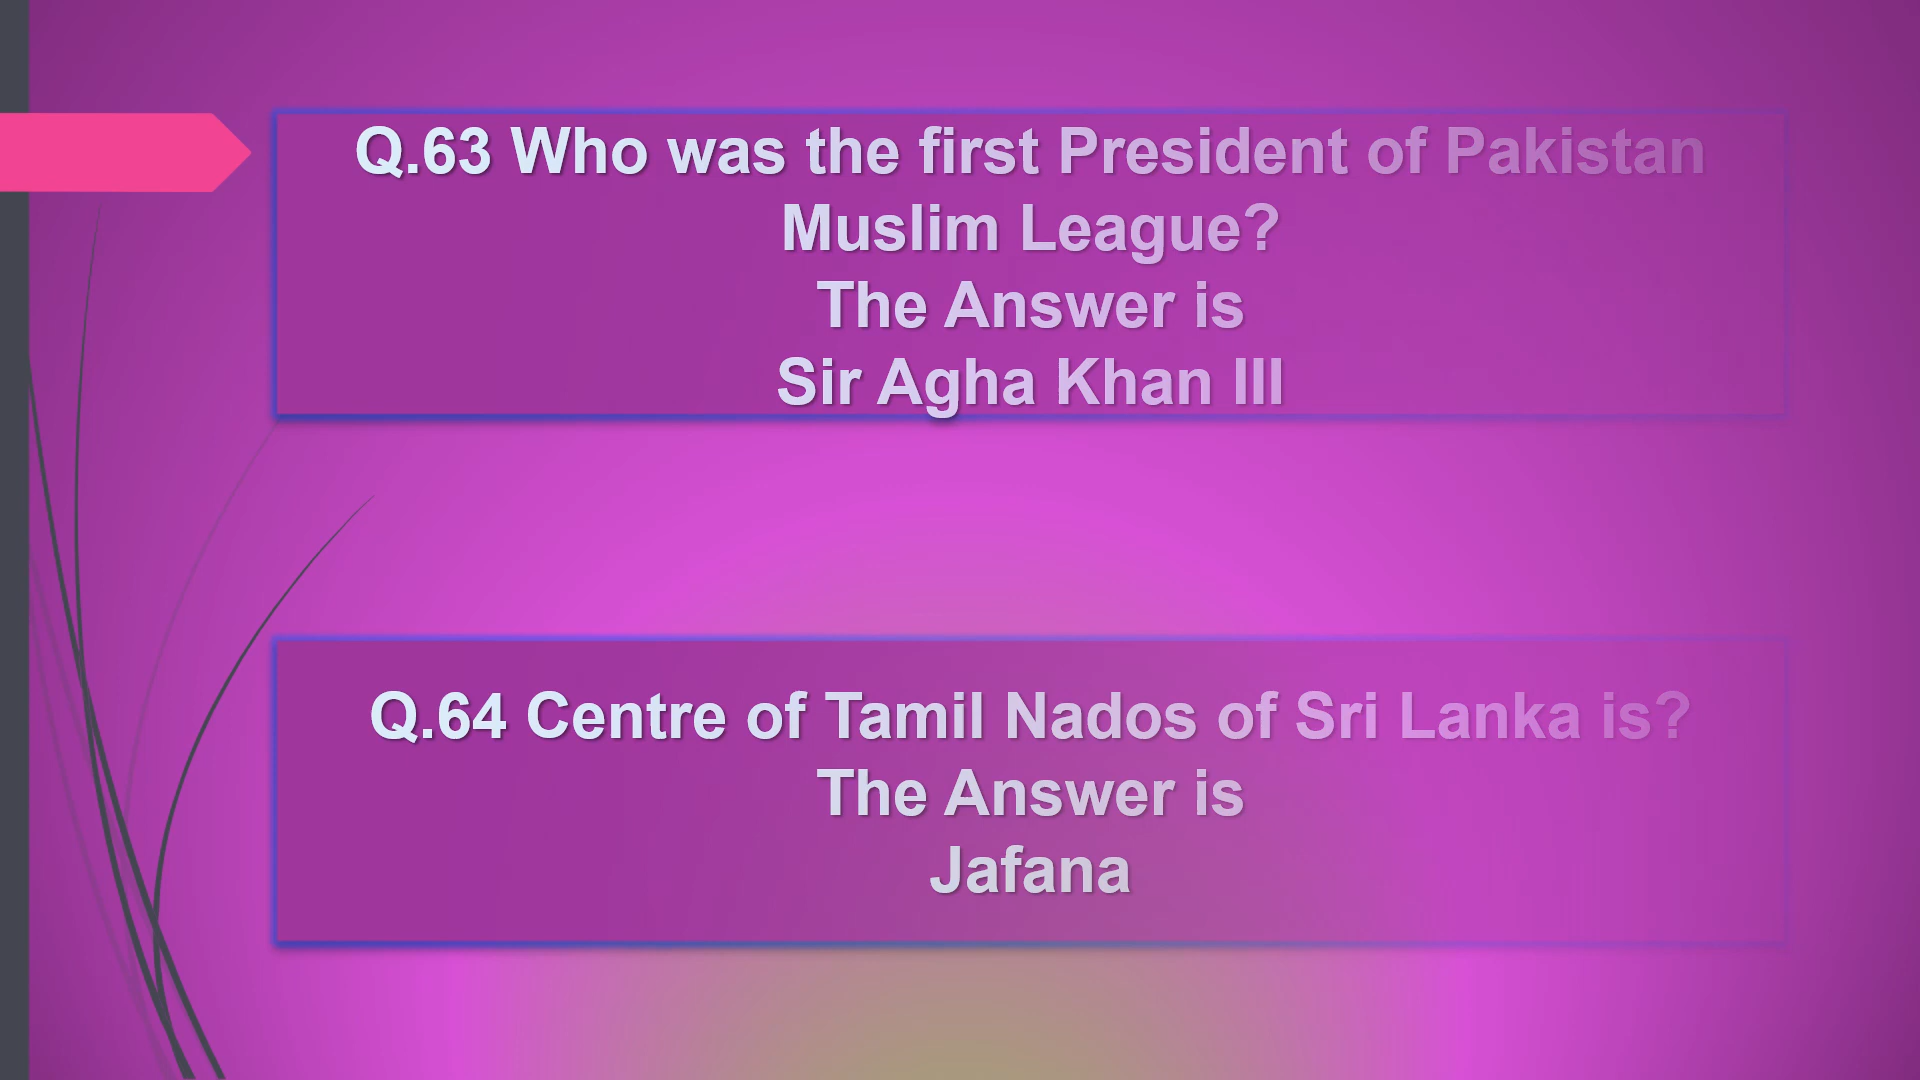 Q.63 Who was the first President of Pakistan
Muslim League?
The Answer is
Sir Agha Khan III
Q.64 Centre of Tamil Nados of Sri Lanka is?
The Answer is
Jafana